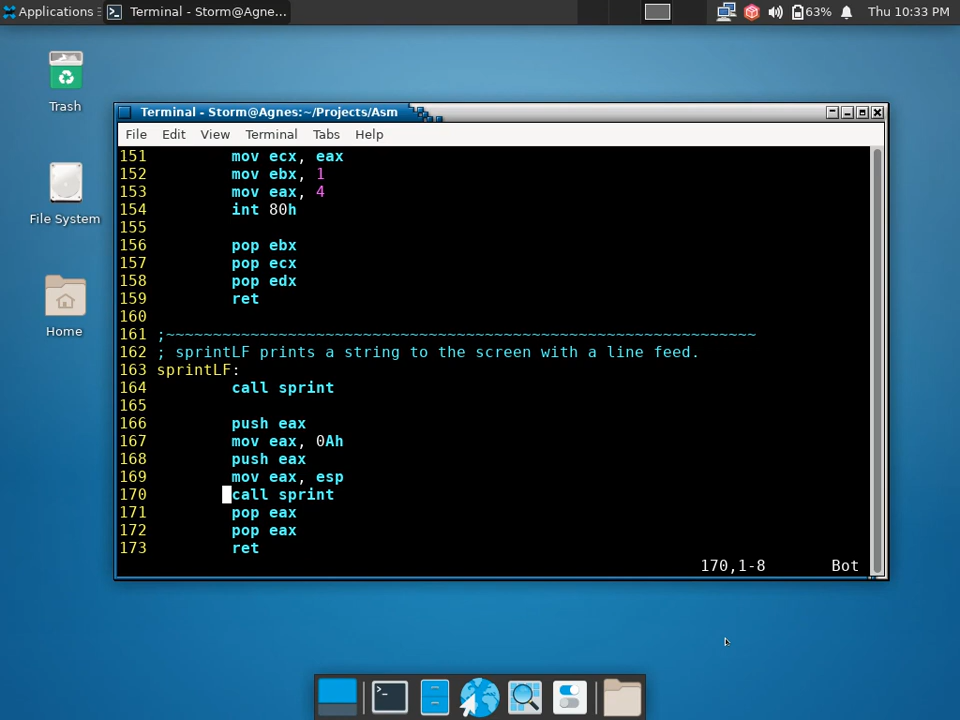 Applications
Terminal - Storm@Agne...
63%
Thu 10:33 PM
Trash
File System
Home
Terminal - Storm@Agnes:~/Projects/Asm
File Edit View Terminal Tabs Help
151 mov ecx, eax
152 mov ebx, 1
153 mov eax, 4
154 int 80h
155
156 pop ebx
157 pop ecx
158 pop edx
159 ret
160
161 ;~~~~~~~~~~~~~~~~~~~~~~~~~~~~~~~~~~~~~~~~~~~~~~~~~~~~~~~~~~~~~~~
162 ; sprintLF prints a string to the screen with a line feed.
163 sprintLF:
164 call sprint
165
166 push eax
167 mov eax, 0Ah
168 push eax
169 mov eax, esp
170 call sprint
171 pop eax
172 pop eax
173 ret
170,1-8 Bot